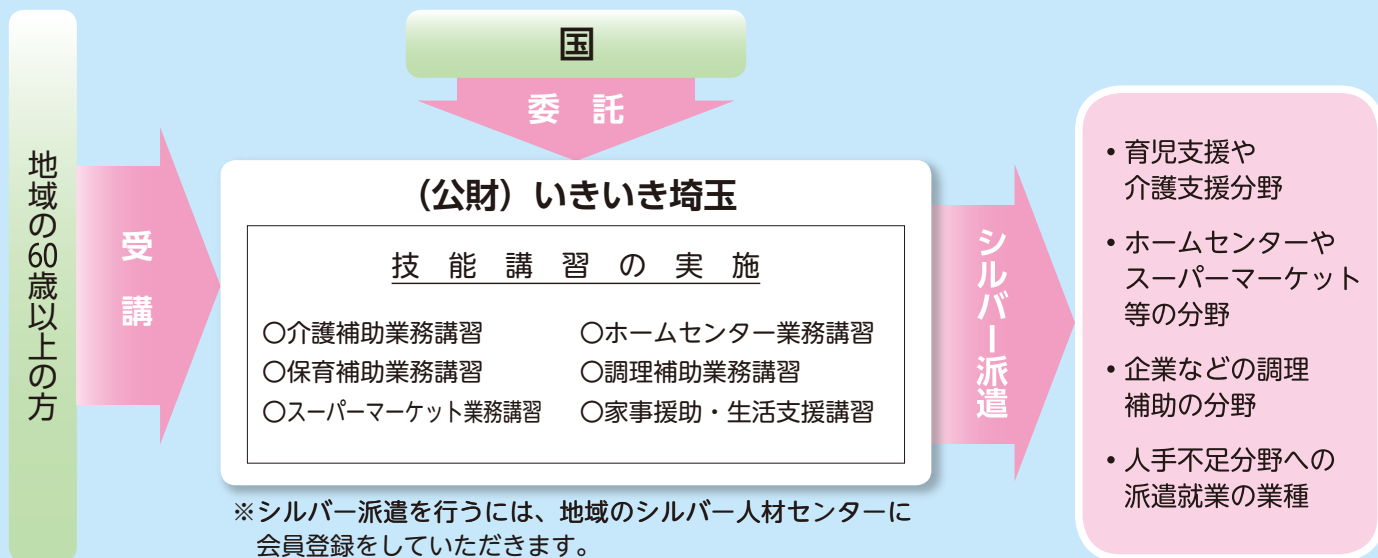 国
委託
地域の60歳以上の方
受講
（公財）いきいき埼玉
技能講習の実施
○介護補助業務講習
○ホームセンター業務講習
○保育補助業務講習
○調理補助業務講習
○スーパーマーケット業務講習
○家事援助・生活支援講習
※シルバー派遣を行うには、地域のシルバー人材センターに
会員登録をしていただきます。
シルバー派遣
・育児支援や
介護支援分野
・ホームセンターや
スーパーマーケット
等の分野
・企業などの調理
補助の分野
・人手不足分野への
派遣就業の業種